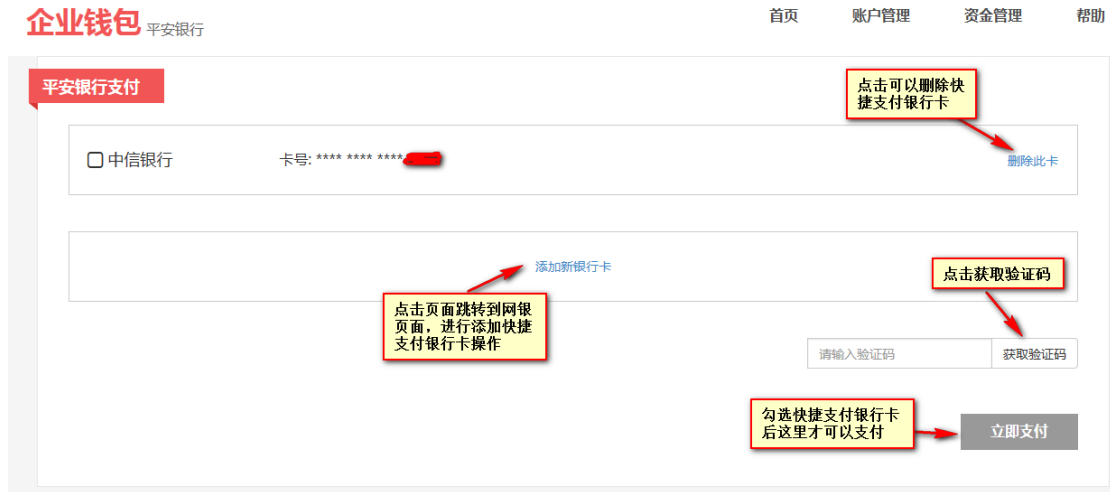 企业钱包 平安银行
首页 账户管理 资金管理 帮助
平安银行支付
点击可以删除快
捷支付银行卡
中信银行 卡号: **** **** ****
删除此卡
添加新银行卡
点击页面跳转到网银
页面，进行添加快捷
支付银行卡操作
点击获取验证码
请输入验证码 获取验证码
勾选快捷支付银行卡
后这里才可以支付
立即支付